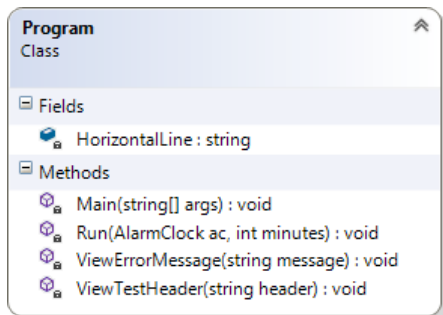 Program
Class
Fields
HorizontalLine : string
Methods
Main(string[] args) : void
Run(AlarmClock ac, int minutes) : void
ViewErrorMessage(string message) : void
ViewTestHeader(string header) : void